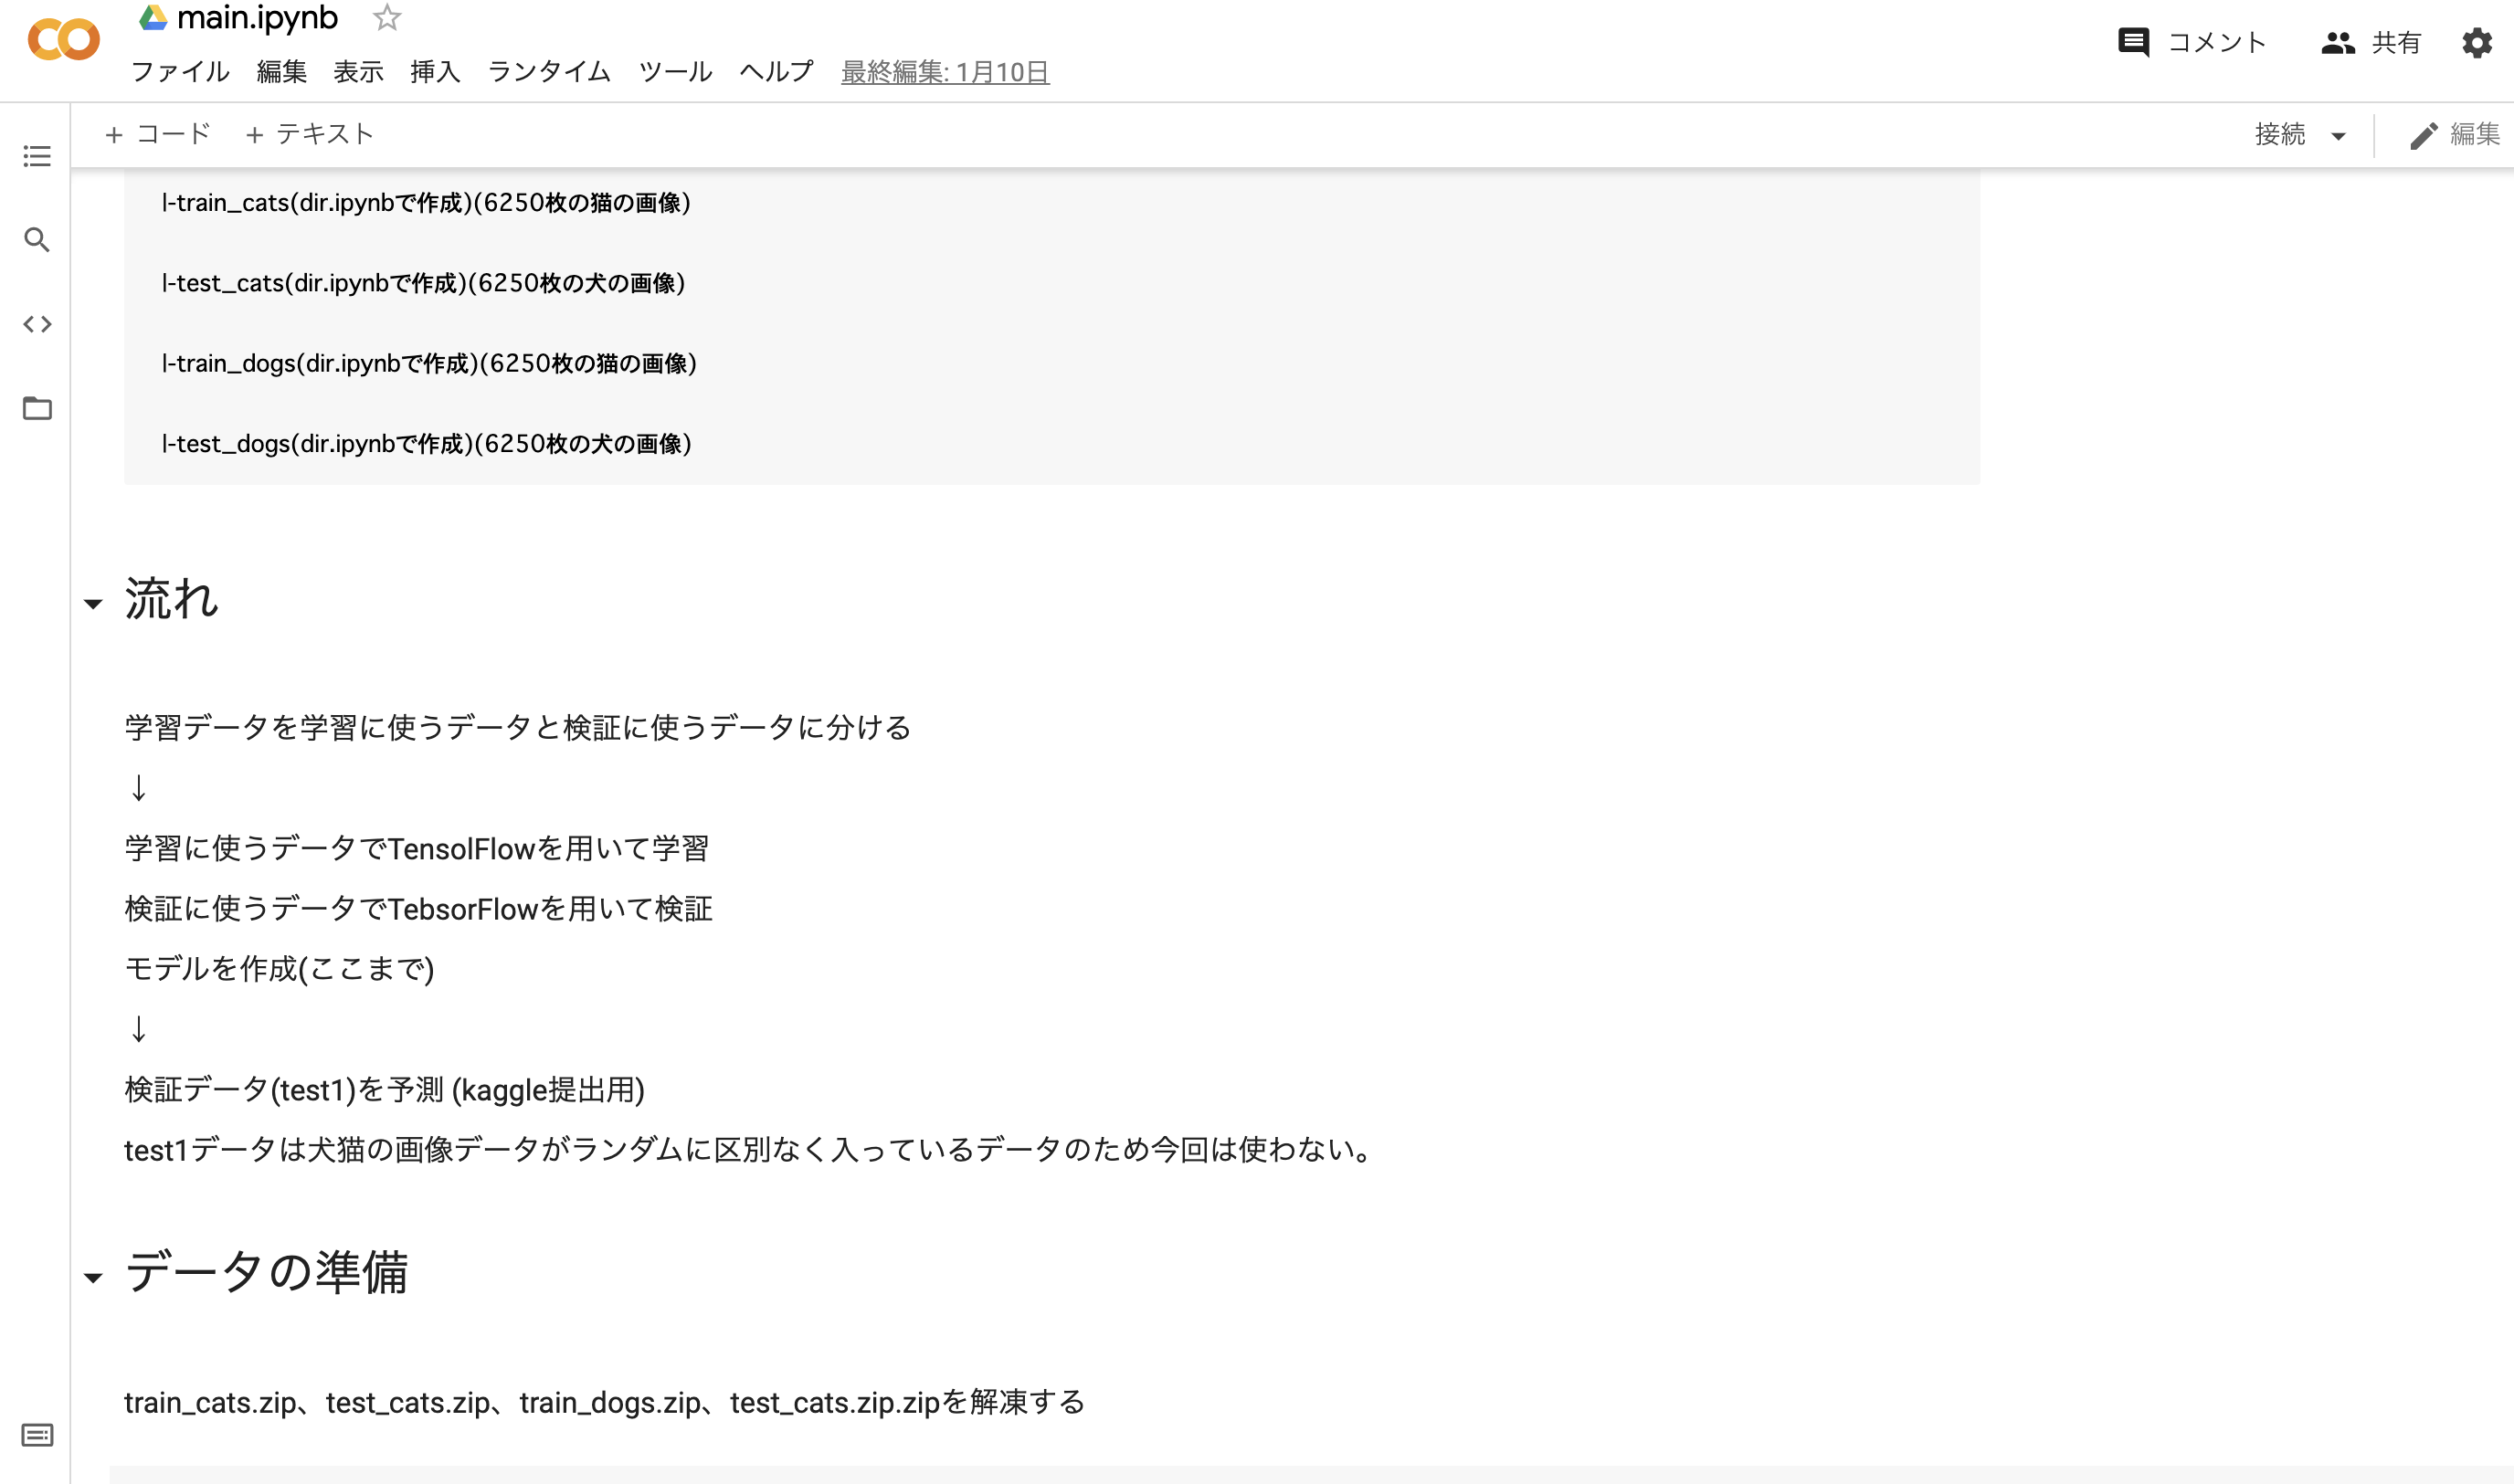 main.ipynb
コメント 共有
ファイル 編集 表示 挿入 ランタイム ツール ヘルプ 最終編集: 1月10日
+ コード + テキスト 接続 編集
|-train_cats(dir.ipynbで作成)(6250枚の猫の画像)
|-test_cats(dir.ipynbで作成)(6250枚の犬の画像)
|-train_dogs(dir.ipynbで作成)(6250枚の猫の画像)
|-test_dogs(dir.ipynbで作成)(6250枚の犬の画像)
流れ
学習データを学習に使うデータと検証に使うデータに分ける
↓
学習に使うデータでTensolFlowを用いて学習
検証に使うデータでTebsorFlowを用いて検証
モデルを作成(ここまで)
↓
検証データ(test1)を予測 (kaggle提出用)
test1データは犬猫の画像データがランダムに区別なく入っているデータのため今回は使わない。
データの準備
train_cats.zip、test_cats.zip、train_dogs.zip、test_cats.zip.zipを解凍する